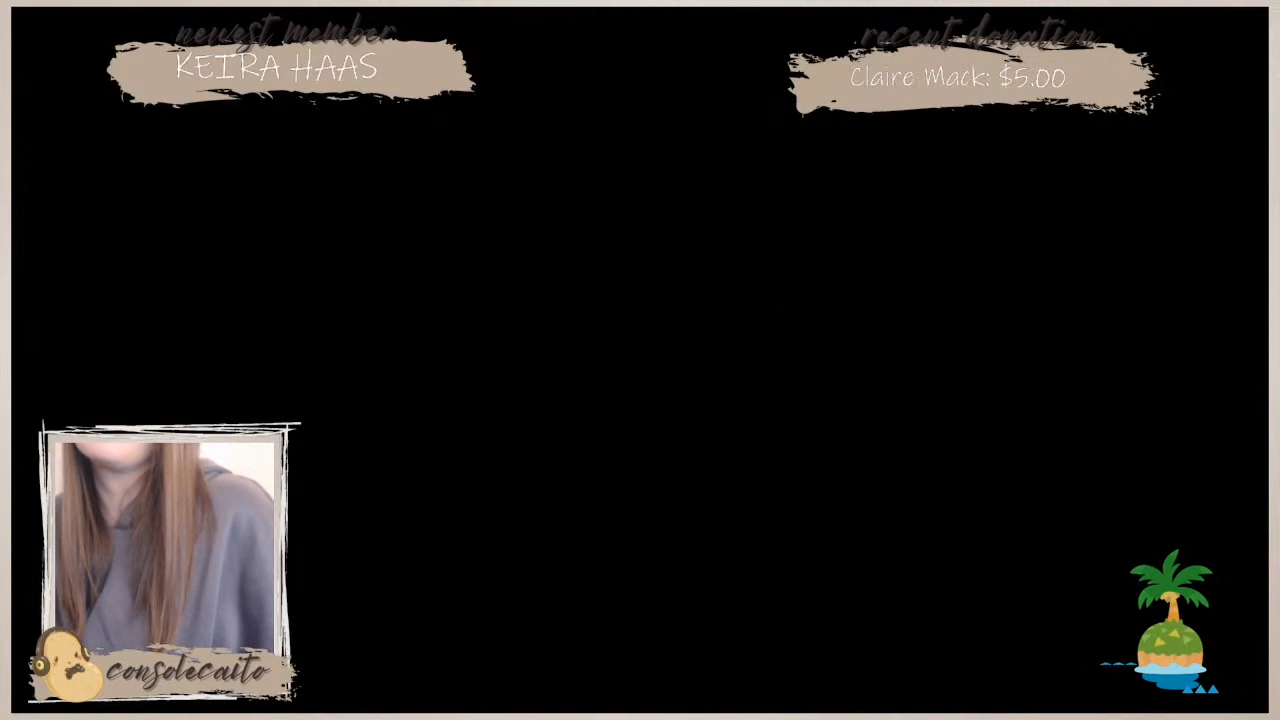 newest member
KEIRA HAAS
recent donation
Claire Mack: $5.00
consolecaito